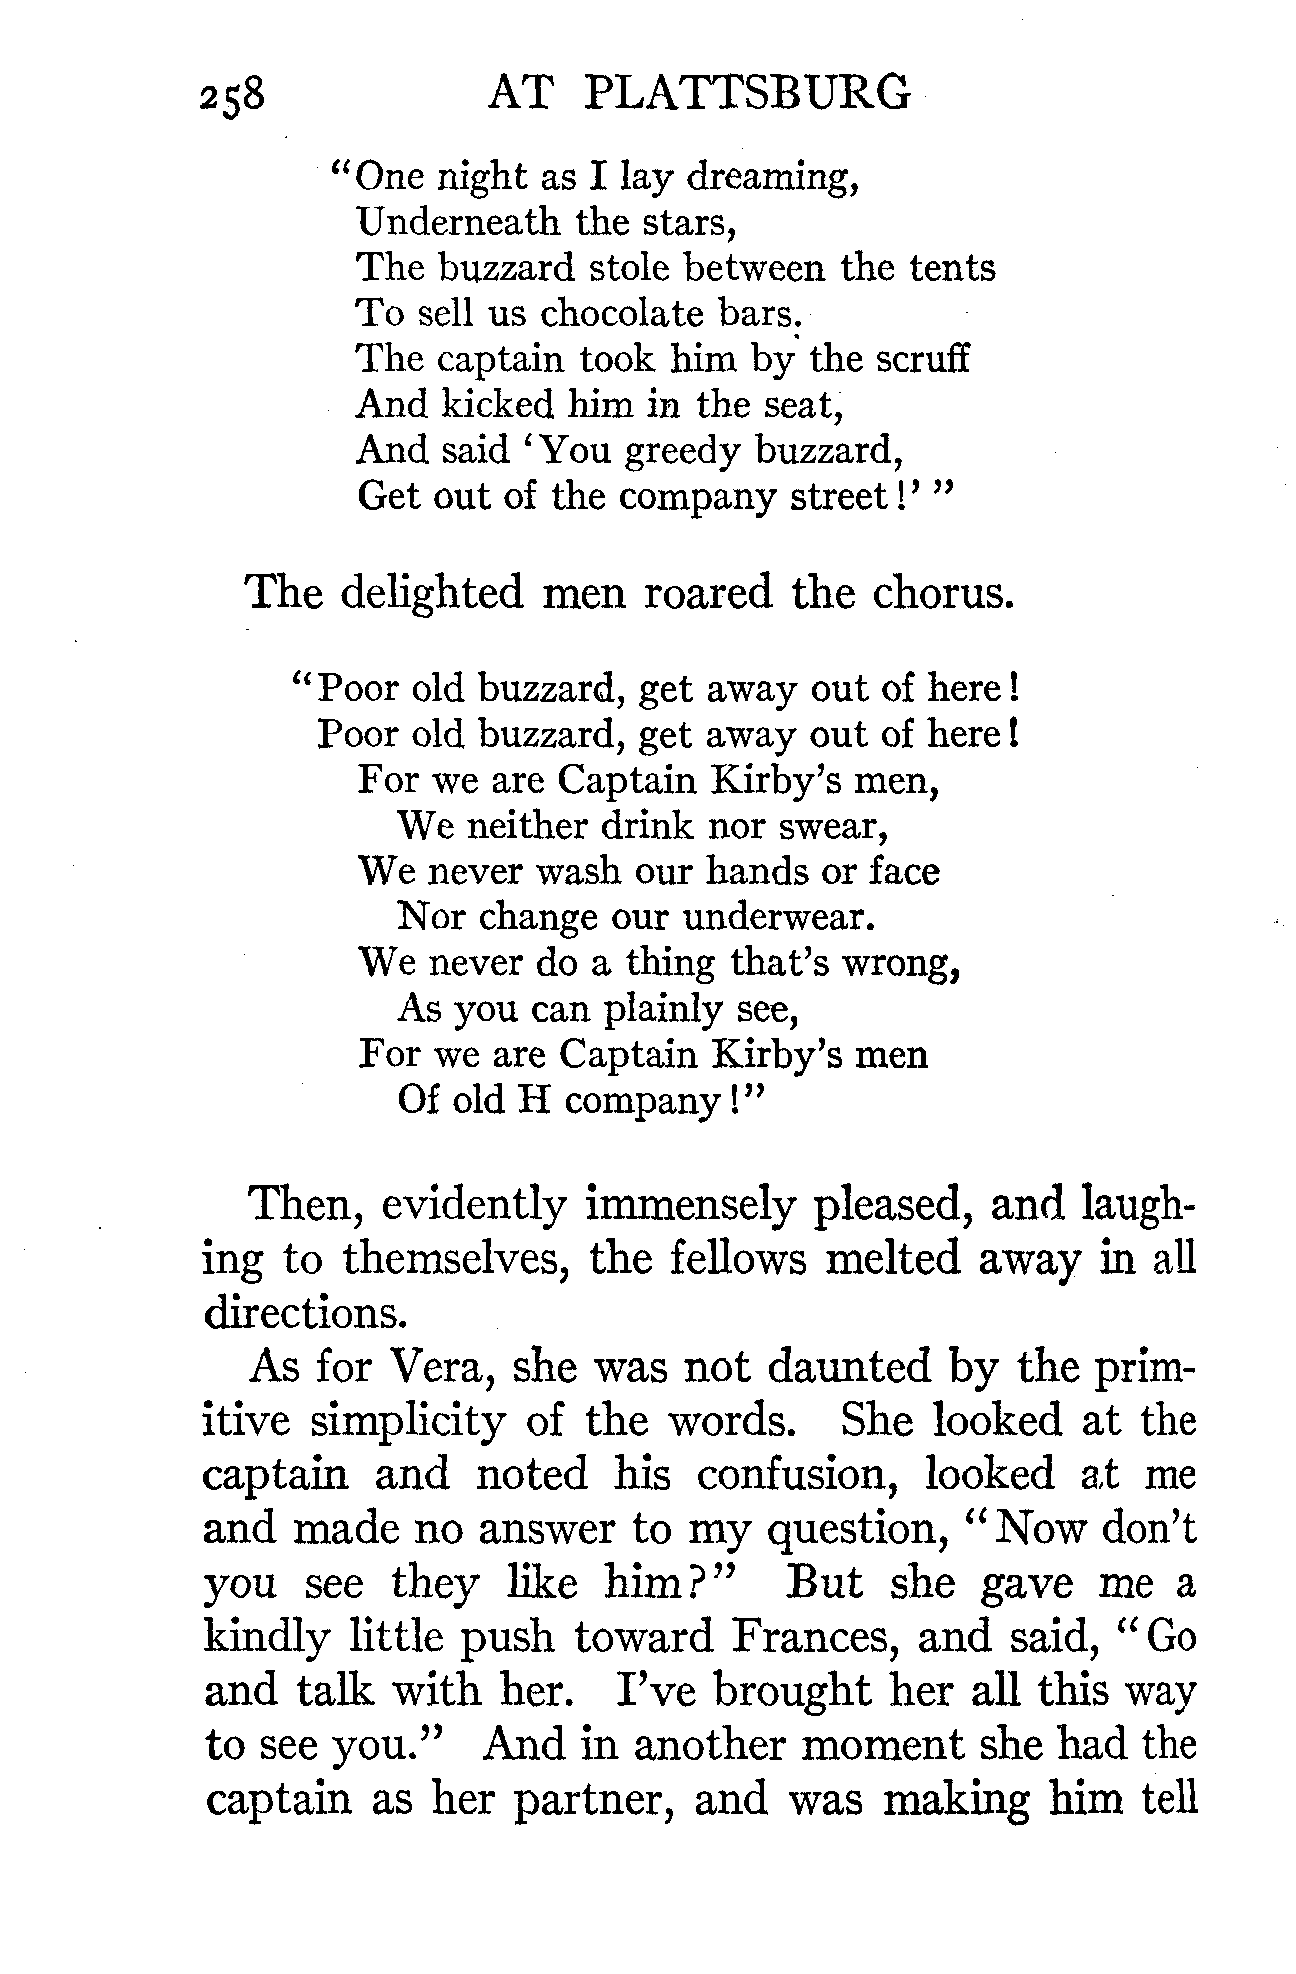 258 AT PLATTSBURG
"One night as I lay dreaming,
Underneath the stars,
The buzzard stole between the tents
To sell us chocolate bars.
The captain took him by the scruff
And kicked him in the seat,
And said 'You greedy buzzard,
Get out of the company street!' "
The delighted men roared the chorus.
"Poor old buzzard, get away out of here!
Poor old buzzard, get away out of here!
For we are Captain Kirby's men,
We neither drink nor swear,
We never wash our hands or face
Nor change our underwear.
We never do a thing that's wrong,
As you can plainly see,
For we are Captain Kirby's men
Of old H company!"
Then, evidently immensely pleased, and laugh-
ing to themselves, the fellows melted away in all
directions.
As for Vera, she was not daunted by the prim-
itive simplicity of the words. She looked at the
captain and noted his confusion, looked at me
and made no answer to my question, "Now don't
you see they like him?" But she gave me a
kindly little push toward Frances, and said, "Go
and talk with her. I've brought her all this way
to see you." And in another moment she had the
captain as her partner, and was making him tell